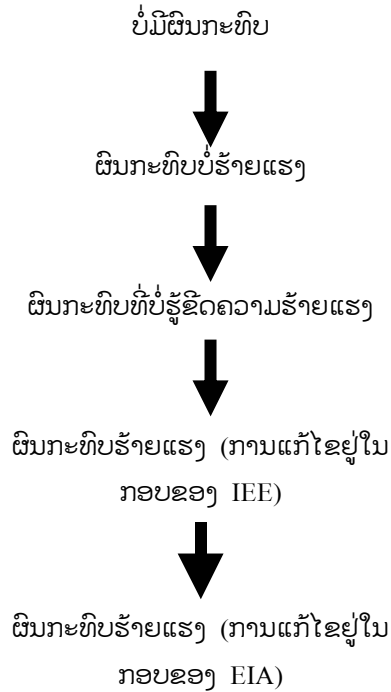 ບໍ່ມີຜົນກະທົບ
ຜົນກະທົບບໍ່ຮ້າຍແຮງ
ຜົນກະທົບທີ່ບໍ່ຮູ້ຂີດຄວາມຮ້າຍແຮງ
ຜົນກະທົບຮ້າຍແຮງ (ການແກ້ໄຂຢູ່ໃນ
ກອບຂອງ IEE)
ຜົນກະທົບຮ້າຍແຮງ (ການແກ້ໄຂຢູ່ໃນ
ກອບຂອງ EIA)